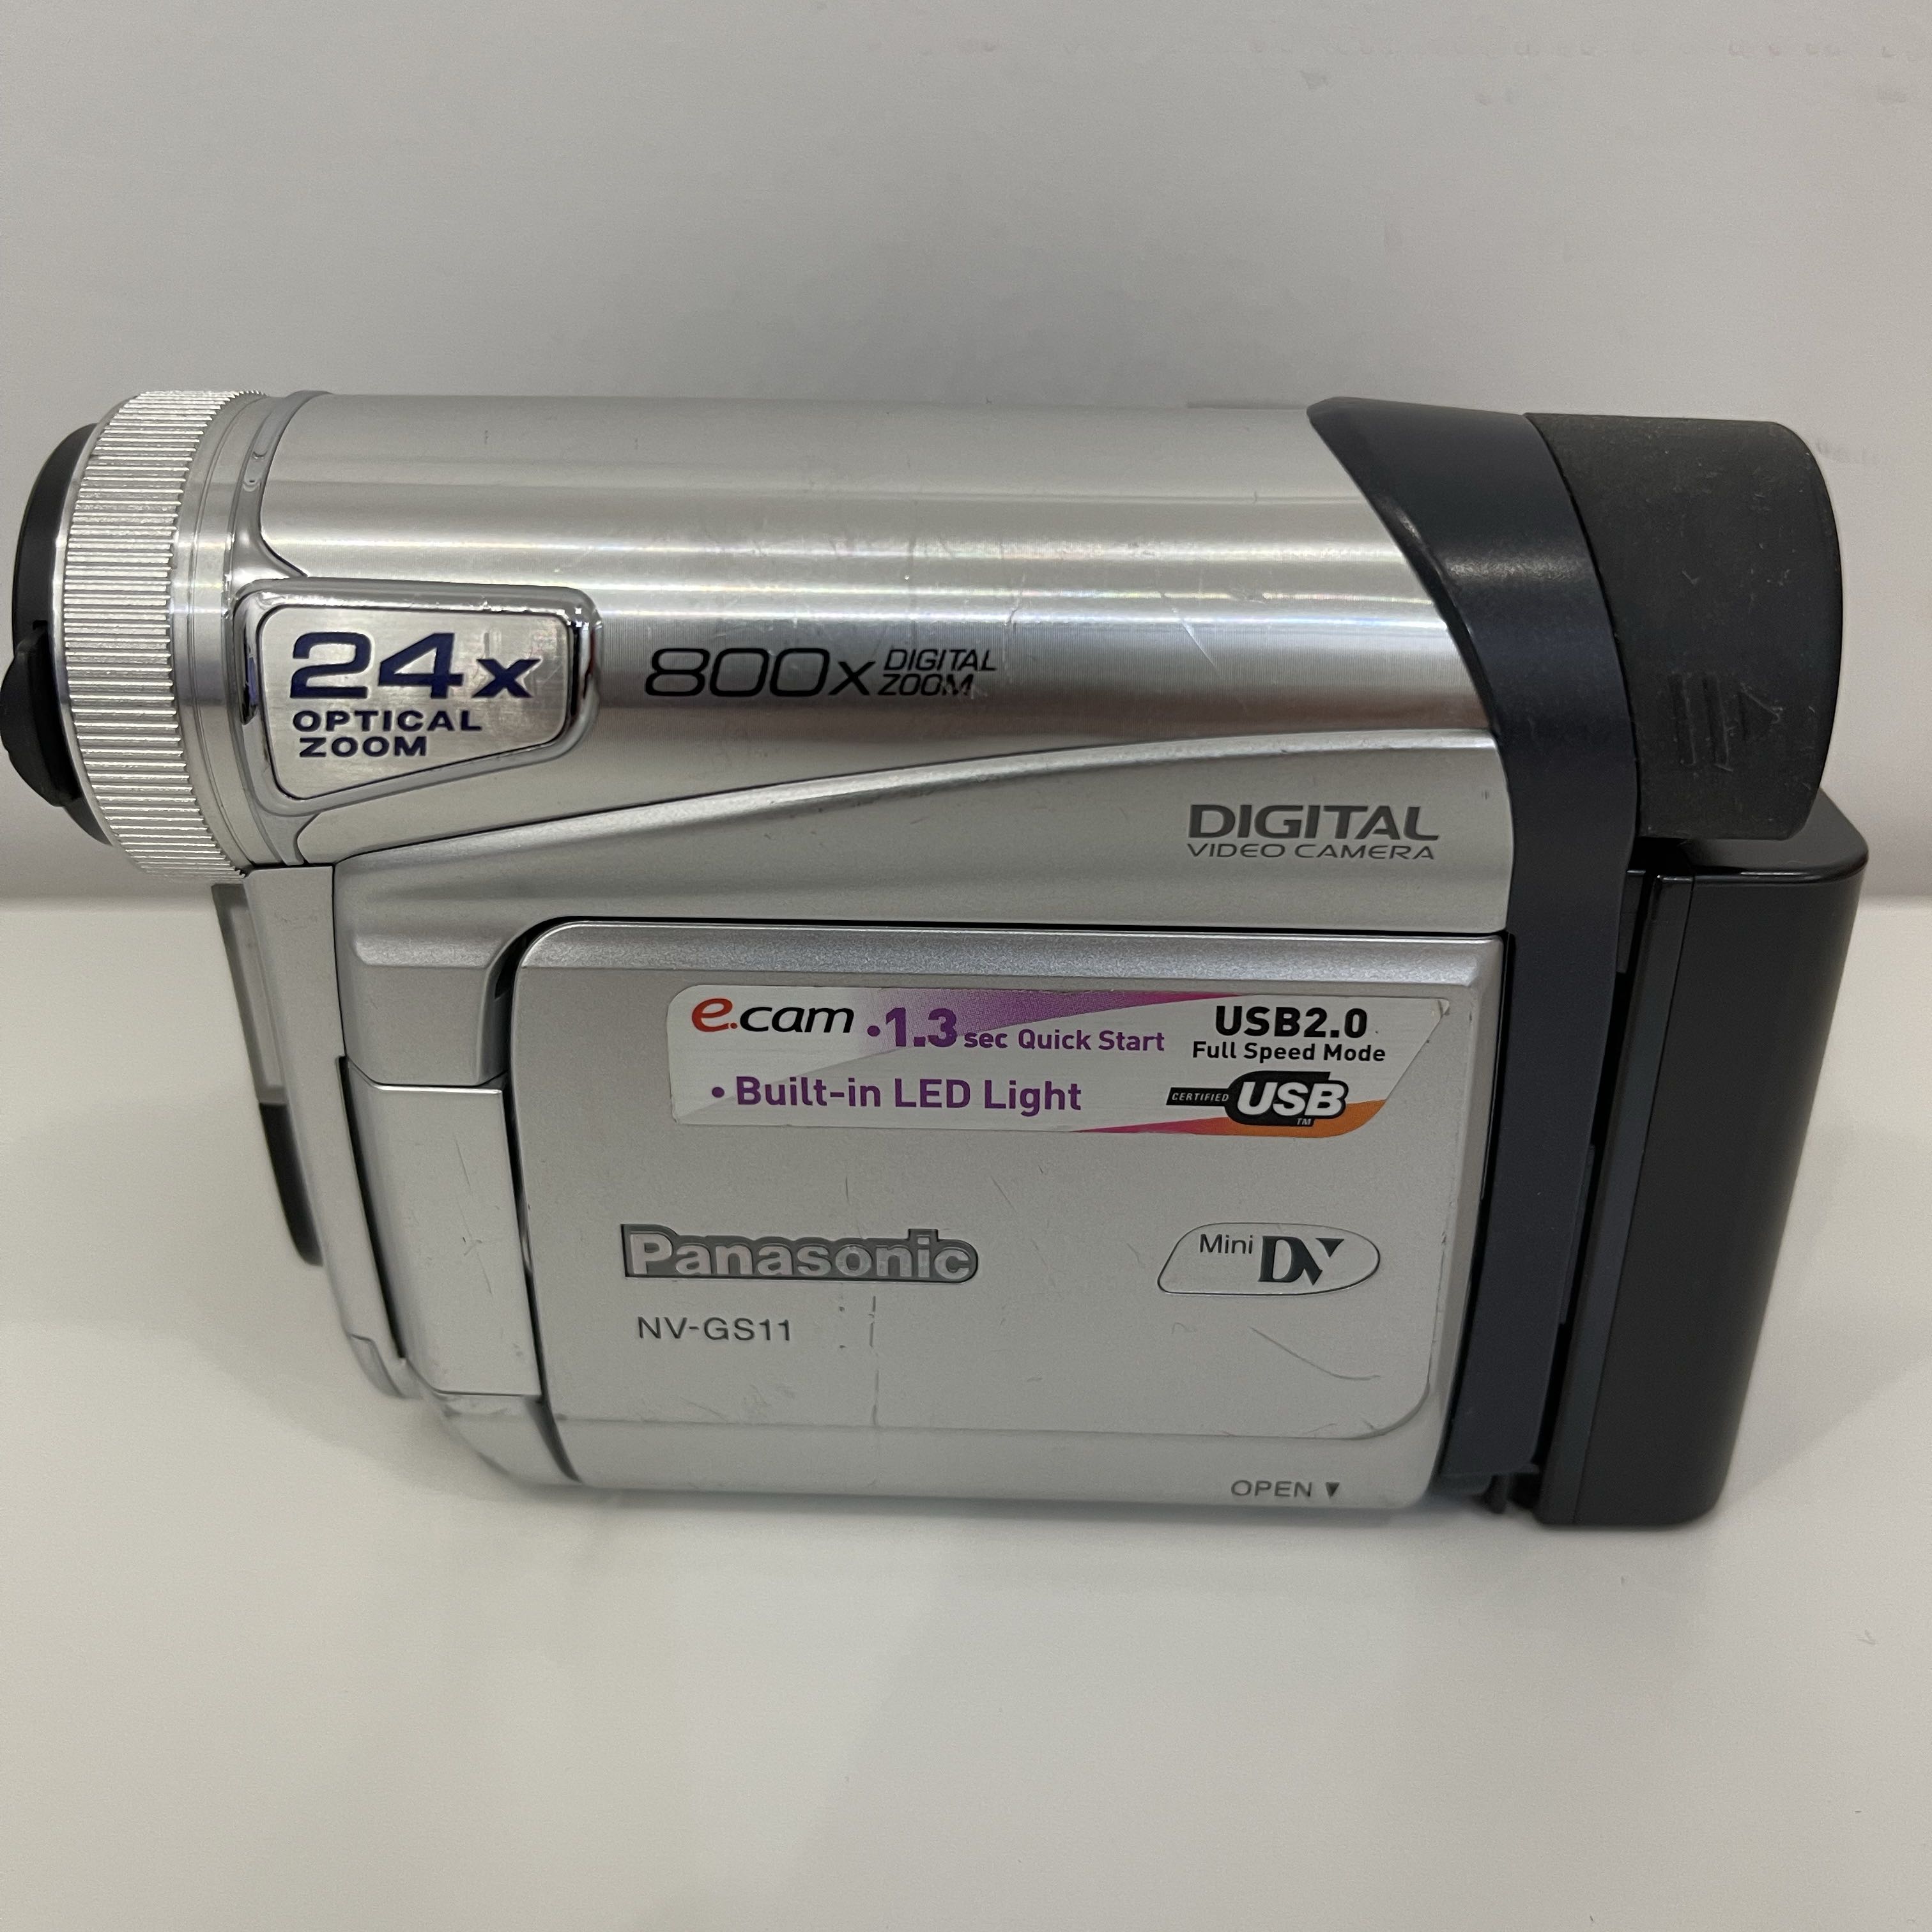 24x
OPTICAL
ZOOM
800x DIGITAL
ZOOM
DIGITAL
VIDEO CAMERA
e.cam •1.3 sec Quick Start
• Built-in LED Light
USB2.0
Full Speed Mode
CERTIFIED USB TM
Panasonic
Mini DV
NV-GS11
OPEN ▼